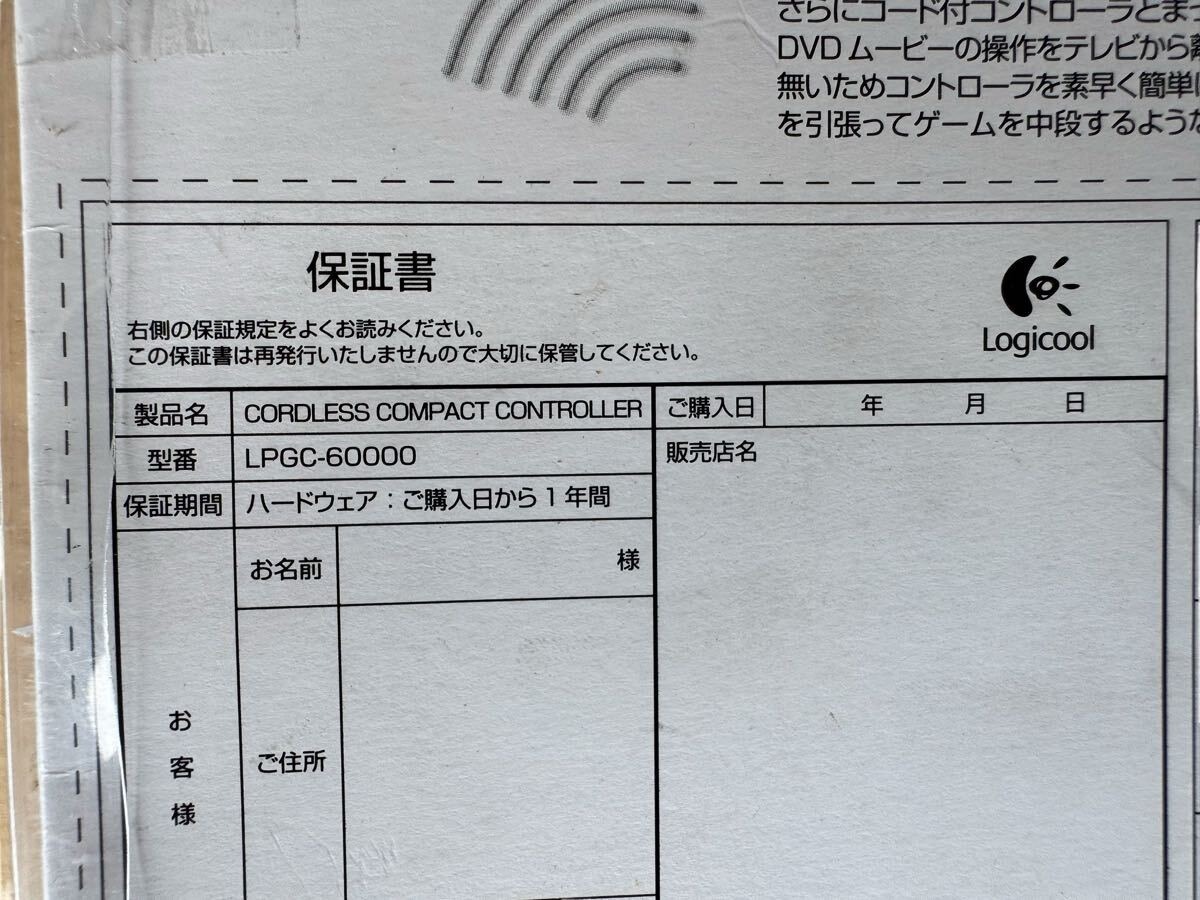 さらにコード付コントローラとまっ
DVDムービーの操作をテレビから離
無いためコントローラを素早く簡単に
を引張ってゲームを中段するような
保証書
Logicool
右側の保証規定をよくお読みください。
この保証書は再発行いたしませんので大切に保管してください。
製品名 CORDLESS COMPACT CONTROLLER ご購入日 年 月 日
型番 LPGC-60000 販売店名
保証期間 ハードウェア：ご購入日から1年間
お名前 様
お客様
ご住所